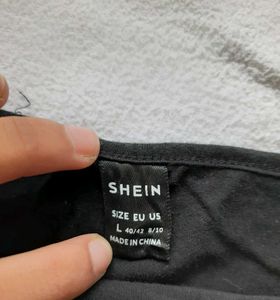 SHEIN
SIZE EU US
L 40/42 8/10
MADE IN CHINA